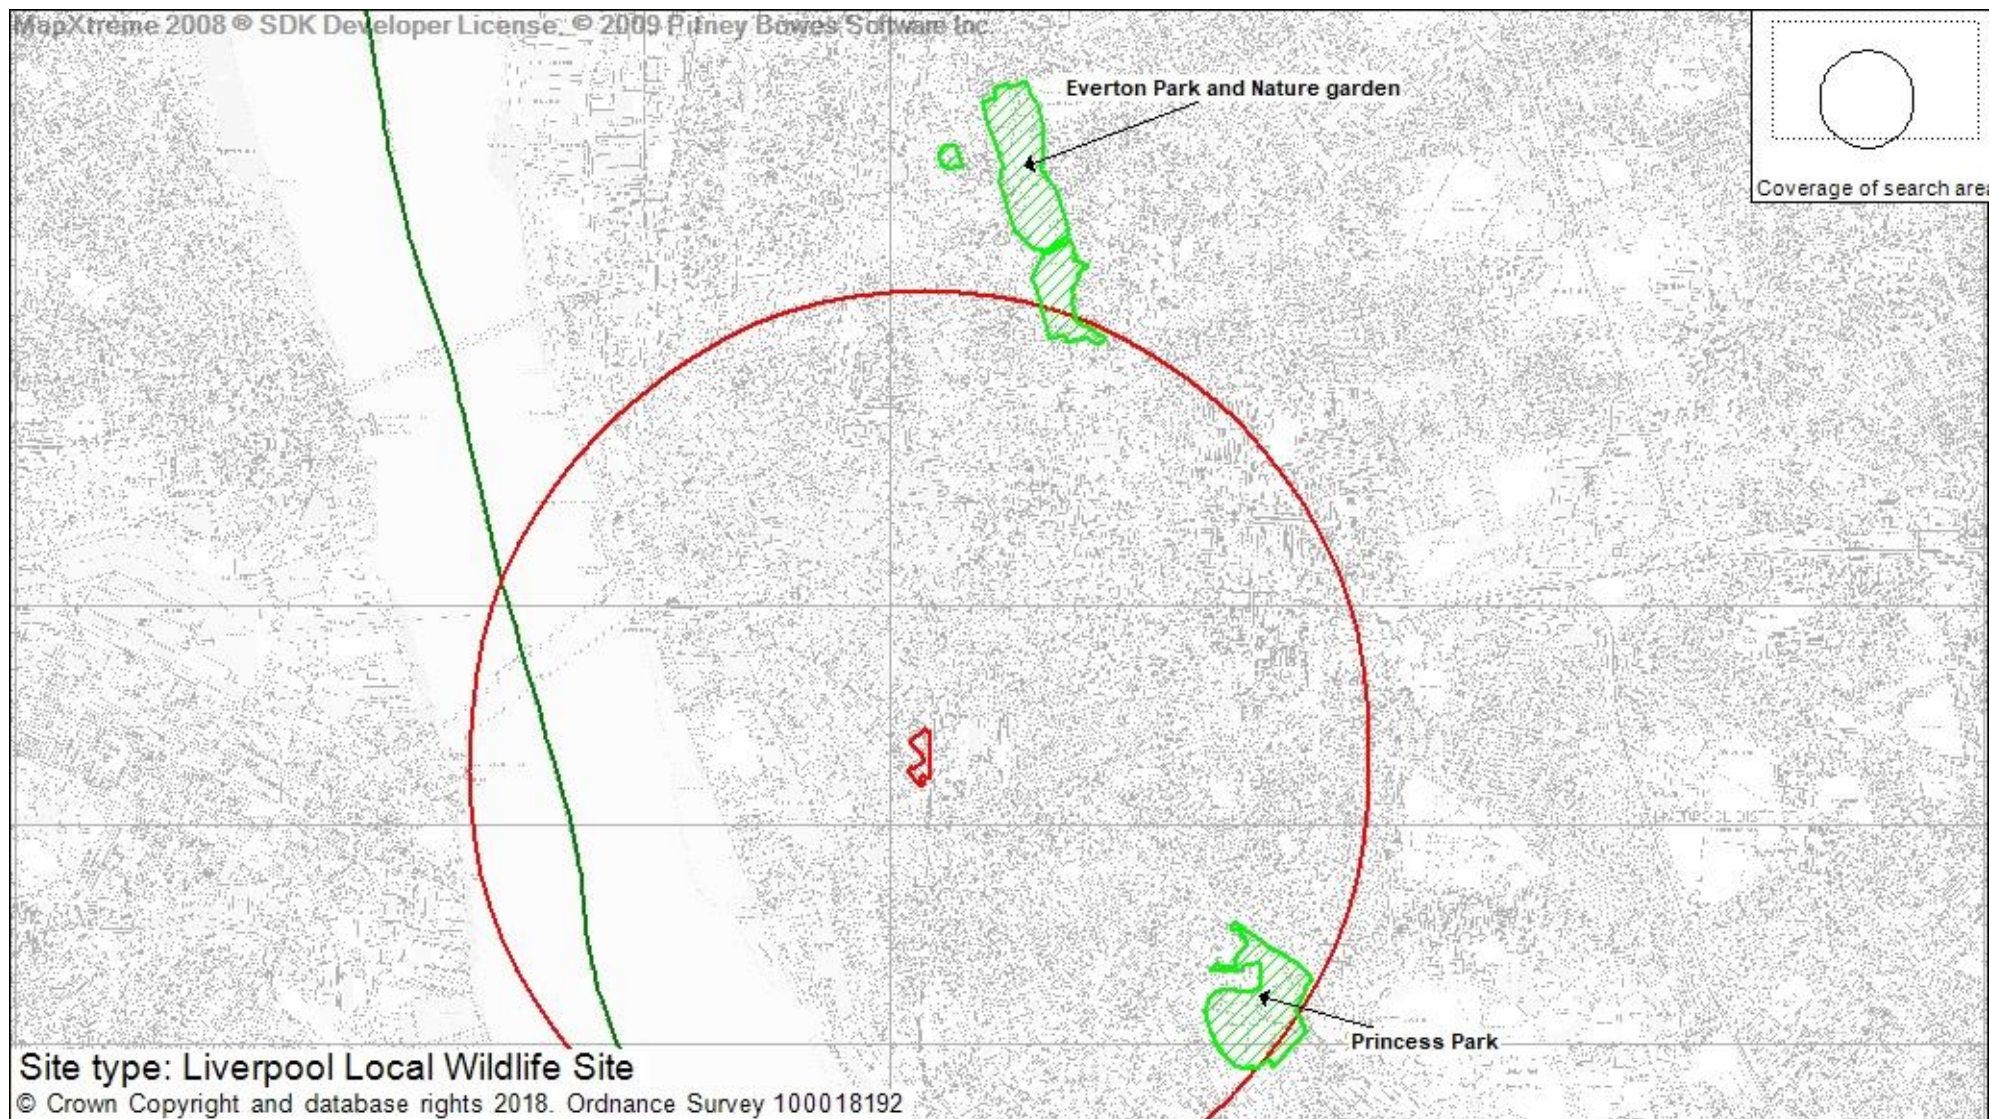 MapXtreme 2008 ® SDK Developer License. © 2009 Pitney Bowes Software Inc.
Everton Park and Nature garden
Coverage of search area
Princess Park
Site type: Liverpool Local Wildlife Site
© Crown Copyright and database rights 2018. Ordnance Survey 100018192